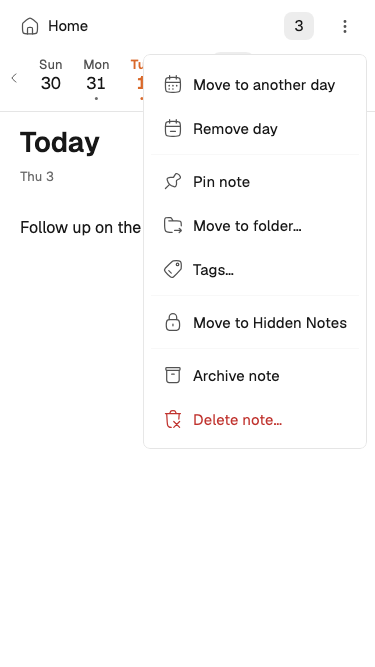 Home
3
Sun
Mon
30
31
Today
Thu 3
Follow up on the
Move to another day
Remove day
Pin note
Move to folder...
Tags...
Move to Hidden Notes
Archive note
Delete note...